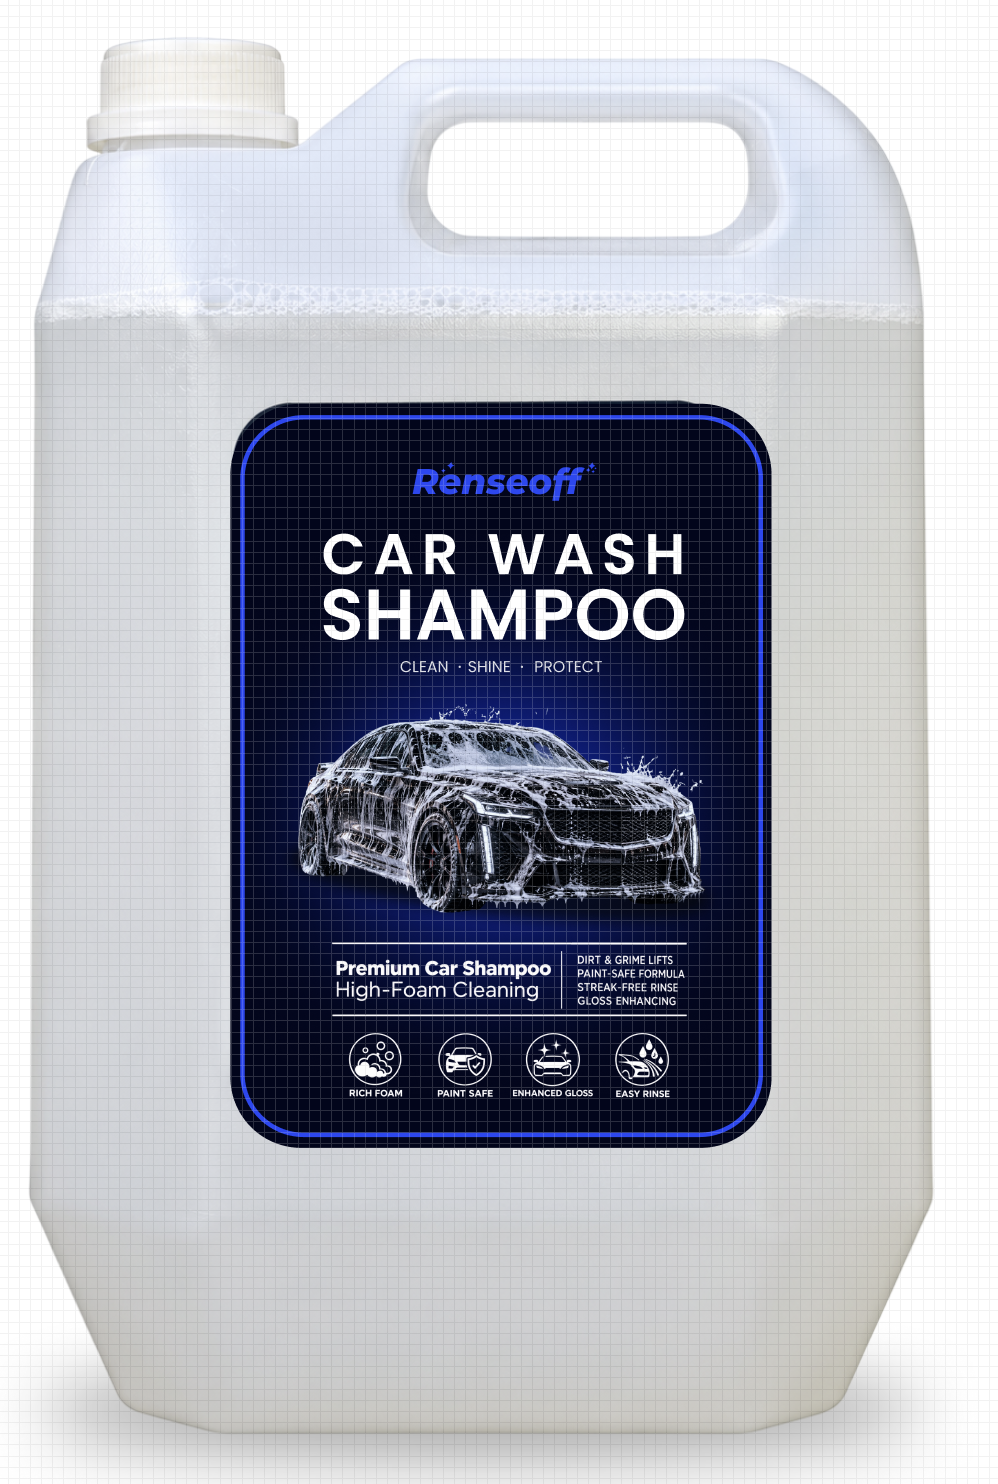 Renseoff
CAR WASH
SHAMPOO
CLEAN · SHINE · PROTECT
Premium Car Shampoo
High-Foam Cleaning
DIRT & GRIME LIFTS
PAINT-SAFE FORMULA
STREAK-FREE RINSE
GLOSS ENHANCING
RICH FOAM
PAINT SAFE
ENHANCED GLOSS
EASY RINSE